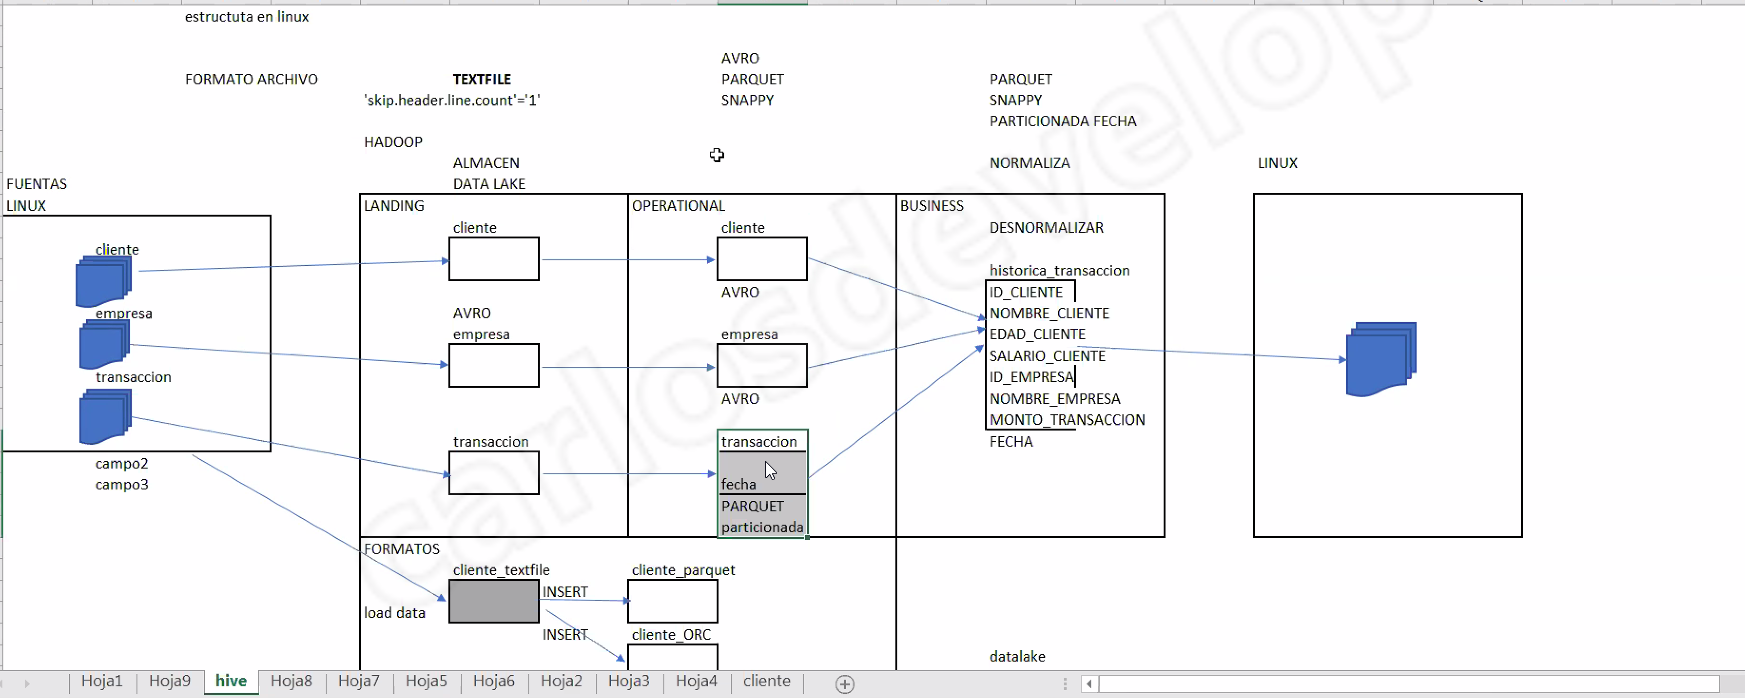 estructuta en linux
AVRO
FORMATO ARCHIVO TEXTFILE PARQUET PARQUET
'skip.header.line.count'='1' SNAPPY SNAPPY
PARTICIONADA FECHA
HADOOP
ALMACEN NORMALIZA LINUX
FUENTAS DATA LAKE
LINUX LANDING OPERATIONAL BUSINESS
cliente cliente DESNORMALIZAR
cliente
historica_transaccion
AVRO ID_CLIENTE
empresa AVRO NOMBRE_CLIENTE
empresa empresa EDAD_CLIENTE
SALARIO_CLIENTE
transaccion ID_EMPRESA
AVRO NOMBRE_EMPRESA
MONTO_TRANSACCION
transaccion transaccion FECHA
campo2
campo3 fecha
PARQUET
particionada
FORMATOS
cliente_textfile cliente_parquet
INSERT
load data
INSERT cliente_ORC
datalake
Hoja1 Hoja9 hive Hoja8 Hoja7 Hoja5 Hoja6 Hoja2 Hoja3 Hoja4 cliente
carlosdevelop